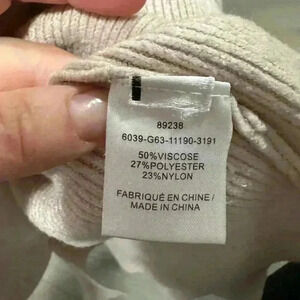 89238
6039-G63-11190-3191
50%VISCOSE
27%POLYESTER
23%NYLON
FABRIQUÉ EN CHINE/
MADE IN CHINA